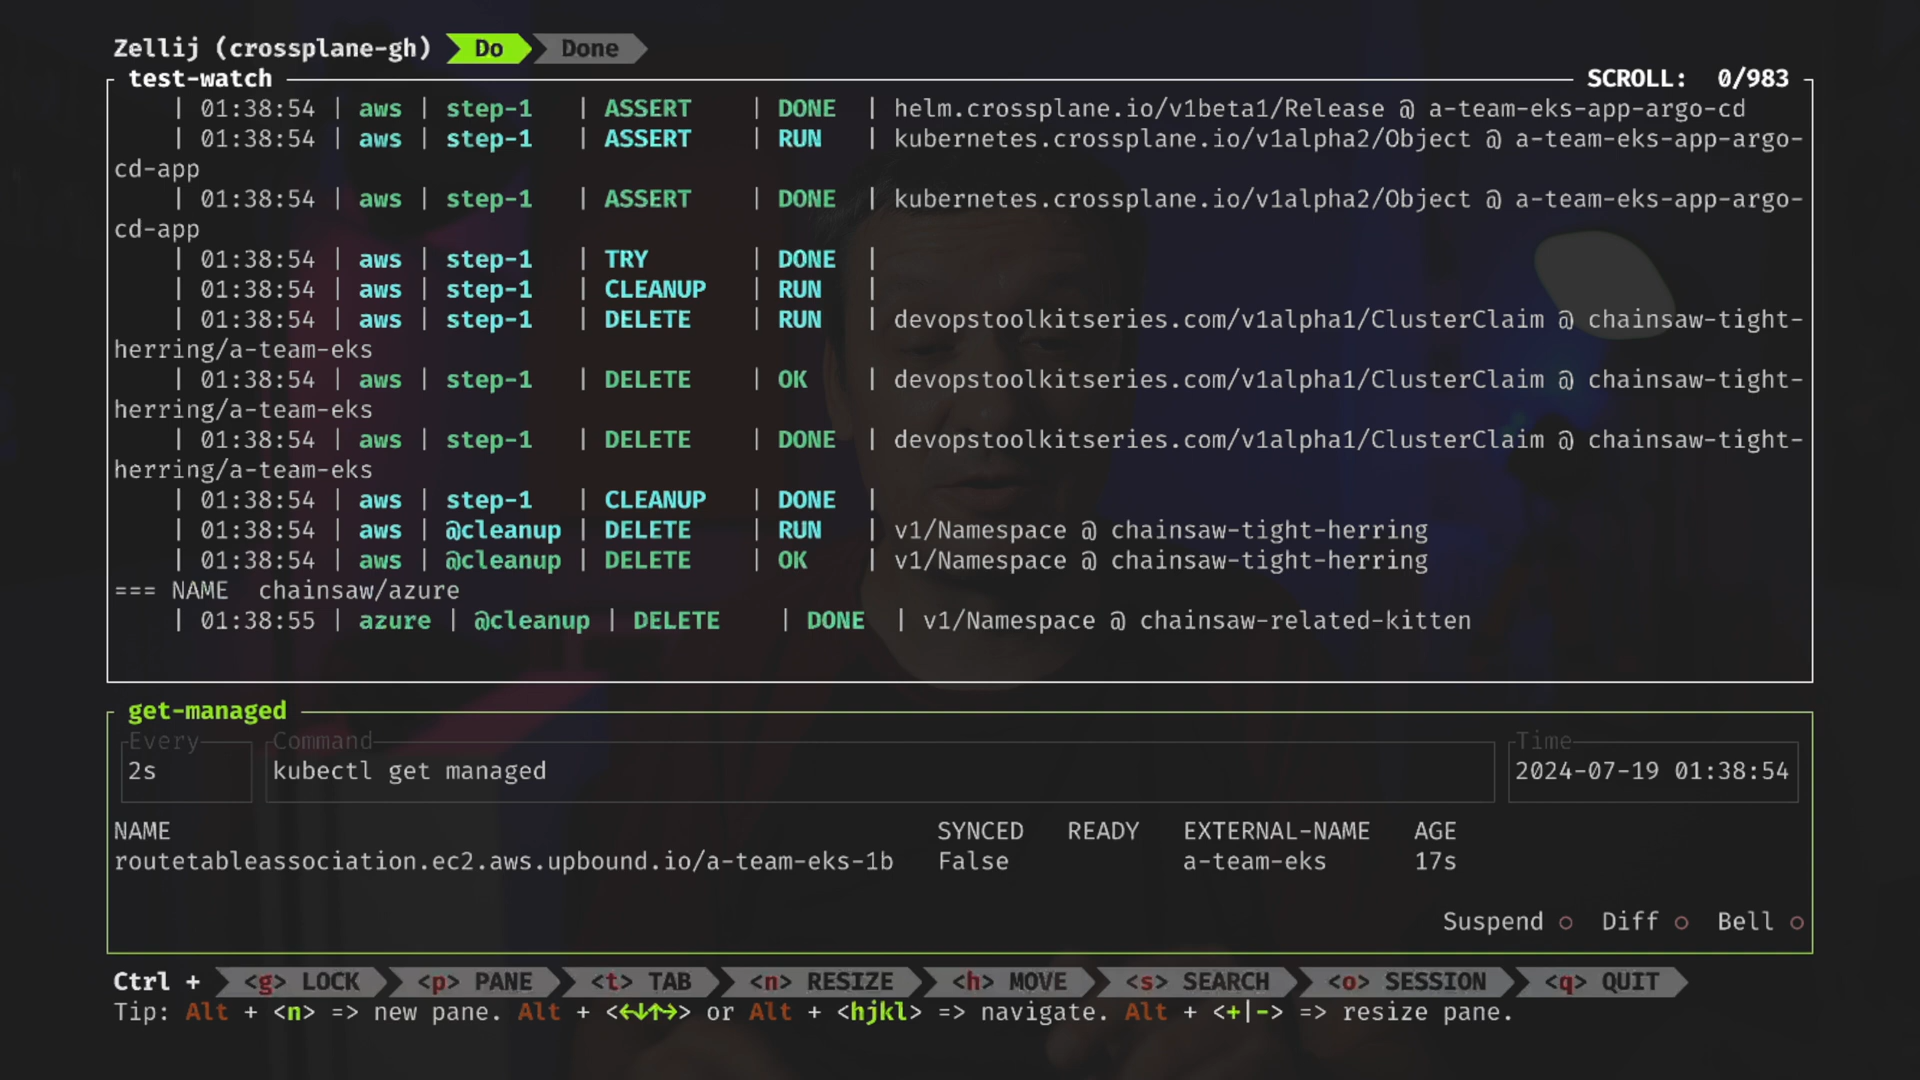 Zellij (crossplane-gh) Do Done
test-watch SCROLL: 0/983
| 01:38:54 | aws | step-1 | ASSERT | DONE | helm.crossplane.io/v1beta1/Release @ a-team-eks-app-argo-cd
| 01:38:54 | aws | step-1 | ASSERT | RUN | kubernetes.crossplane.io/v1alpha2/Object @ a-team-eks-app-argo-
cd-app
| 01:38:54 | aws | step-1 | ASSERT | DONE | kubernetes.crossplane.io/v1alpha2/Object @ a-team-eks-app-argo-
cd-app
| 01:38:54 | aws | step-1 | TRY | DONE |
| 01:38:54 | aws | step-1 | CLEANUP | RUN |
| 01:38:54 | aws | step-1 | DELETE | RUN | devopstoolkitseries.com/v1alpha1/ClusterClaim @ chainsaw-tight-
herring/a-team-eks
| 01:38:54 | aws | step-1 | DELETE | OK | devopstoolkitseries.com/v1alpha1/ClusterClaim @ chainsaw-tight-
herring/a-team-eks
| 01:38:54 | aws | step-1 | DELETE | DONE | devopstoolkitseries.com/v1alpha1/ClusterClaim @ chainsaw-tight-
herring/a-team-eks
| 01:38:54 | aws | step-1 | CLEANUP | DONE |
| 01:38:54 | aws | @cleanup | DELETE | RUN | v1/Namespace @ chainsaw-tight-herring
| 01:38:54 | aws | @cleanup | DELETE | OK | v1/Namespace @ chainsaw-tight-herring
=== NAME chainsaw/azure
| 01:38:55 | azure | @cleanup | DELETE | DONE | v1/Namespace @ chainsaw-related-kitten
get-managed
Every Command Time
2s kubectl get managed 2024-07-19 01:38:54
NAME SYNCED READY EXTERNAL-NAME AGE
routetableassociation.ec2.aws.upbound.io/a-team-eks-1b False a-team-eks 17s
Suspend ○ Diff ○ Bell ○
Ctrl + <g> LOCK <p> PANE <t> TAB <n> RESIZE <h> MOVE <s> SEARCH <o> SESSION <q> QUIT
Tip: Alt + <n> => new pane. Alt + <←↓↑→> or Alt + <hjkl> => navigate. Alt + <+|-> => resize pane.